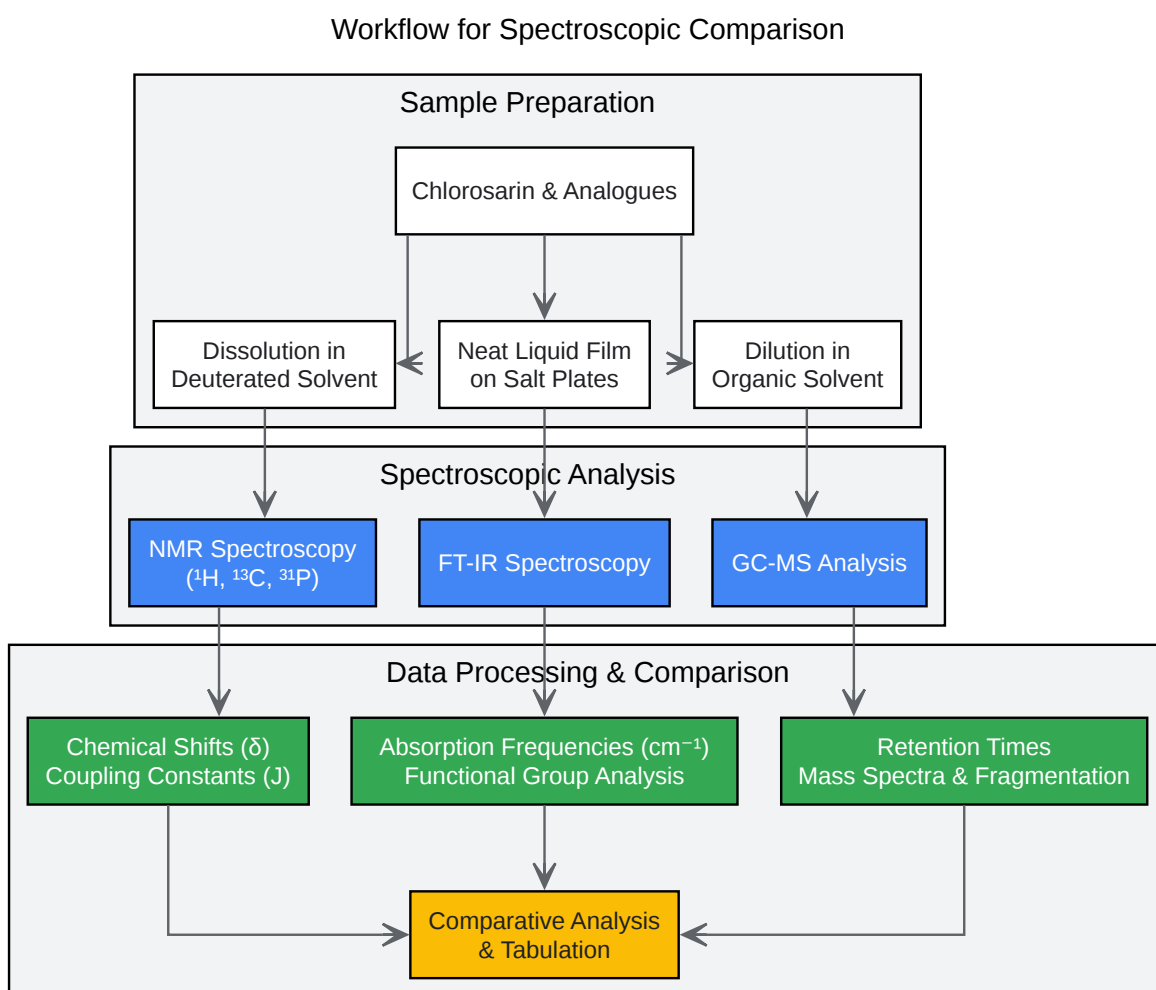 Workflow for Spectroscopic Comparison
Sample Preparation
Chlorosarin & Analogues
Dissolution in
Deuterated Solvent
Neat Liquid Film
on Salt Plates
Dilution in
Organic Solvent
Spectroscopic Analysis
NMR Spectroscopy
(¹H, ¹³C, ³¹P)
FT-IR Spectroscopy
GC-MS Analysis
Data Processing & Comparison
Chemical Shifts (δ)
Coupling Constants (J)
Absorption Frequencies (cm⁻¹)
Functional Group Analysis
Retention Times
Mass Spectra & Fragmentation
Comparative Analysis
& Tabulation